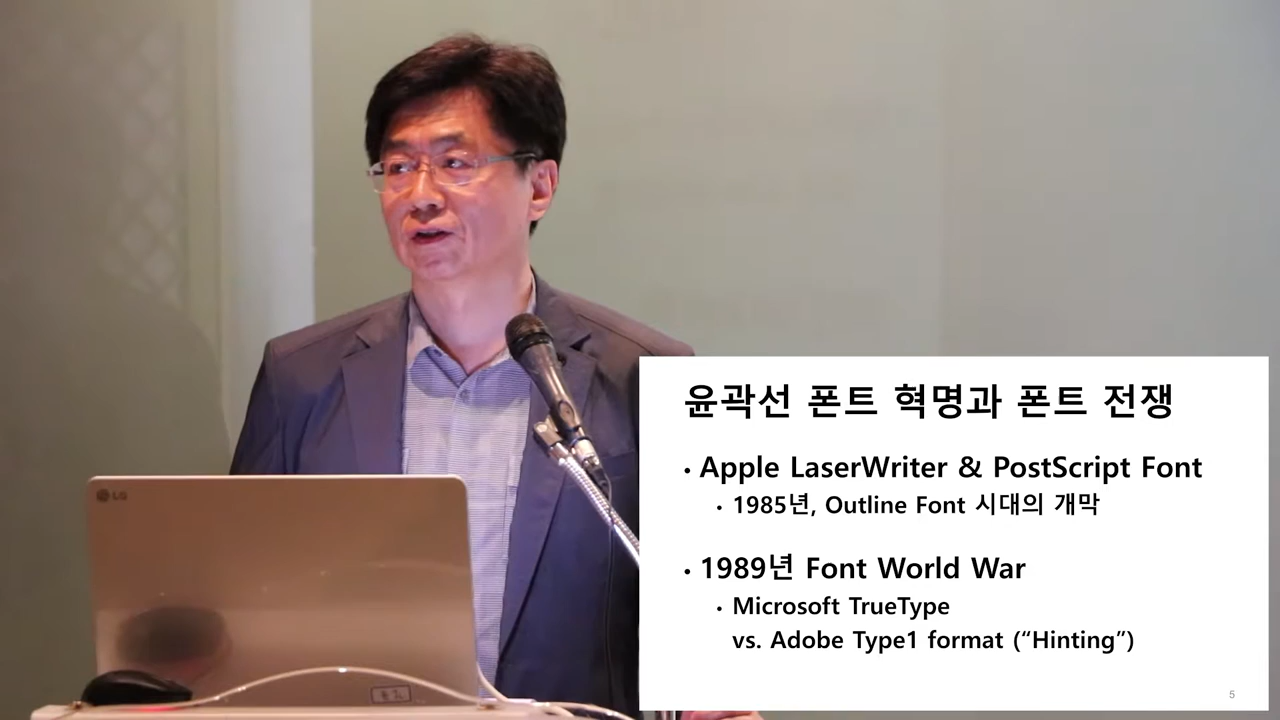 윤곽선 폰트 혁명과 폰트 전쟁
• Apple LaserWriter & PostScript Font
• 1985년, Outline Font 시대의 개막
• 1989년 Font World War
• Microsoft TrueType
vs. Adobe Type1 format (“Hinting”)
5
LG